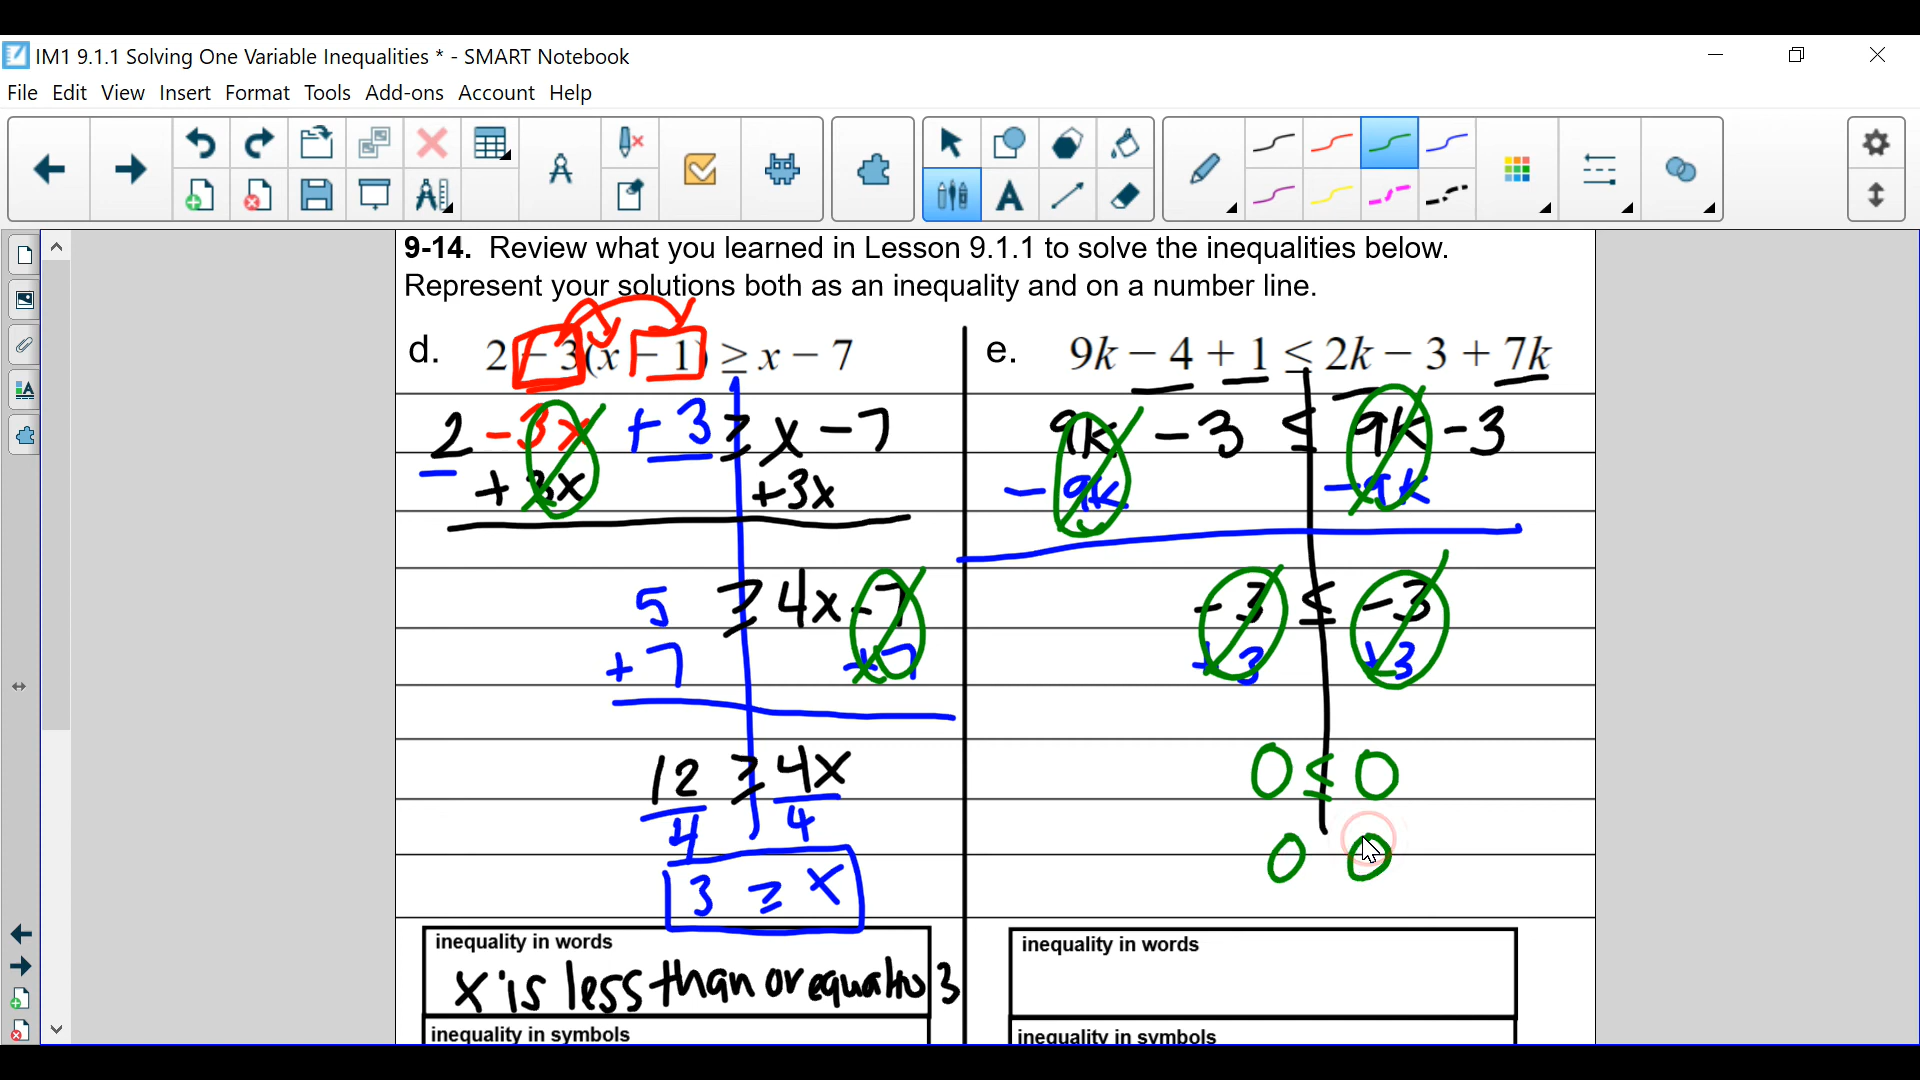 IM1 9.1.1 Solving One Variable Inequalities * - SMART Notebook
File Edit View Insert Format Tools Add-ons Account Help
9-14. Review what you learned in Lesson 9.1.1 to solve the inequalities below.
Represent your solutions both as an inequality and on a number line.
d. 2 − 3(x − 1) ≥ x − 7
2 − 3x + 3 ≥ x − 7
+ 3x +3x
5 ≥ 4x − 7
+ 7 + 7
12 ≥ 4x
4 4
3 ≥ x
inequality in words
x is less than or equal to 3
inequality in symbols
e. 9k − 4 + 1 ≤ 2k − 3 + 7k
9k − 3 ≤ 9k − 3
− 9k − 9k
− 3 ≤ − 3
+ 3 + 3
0 ≤ 0
0 0
inequality in words
inequality in symbols